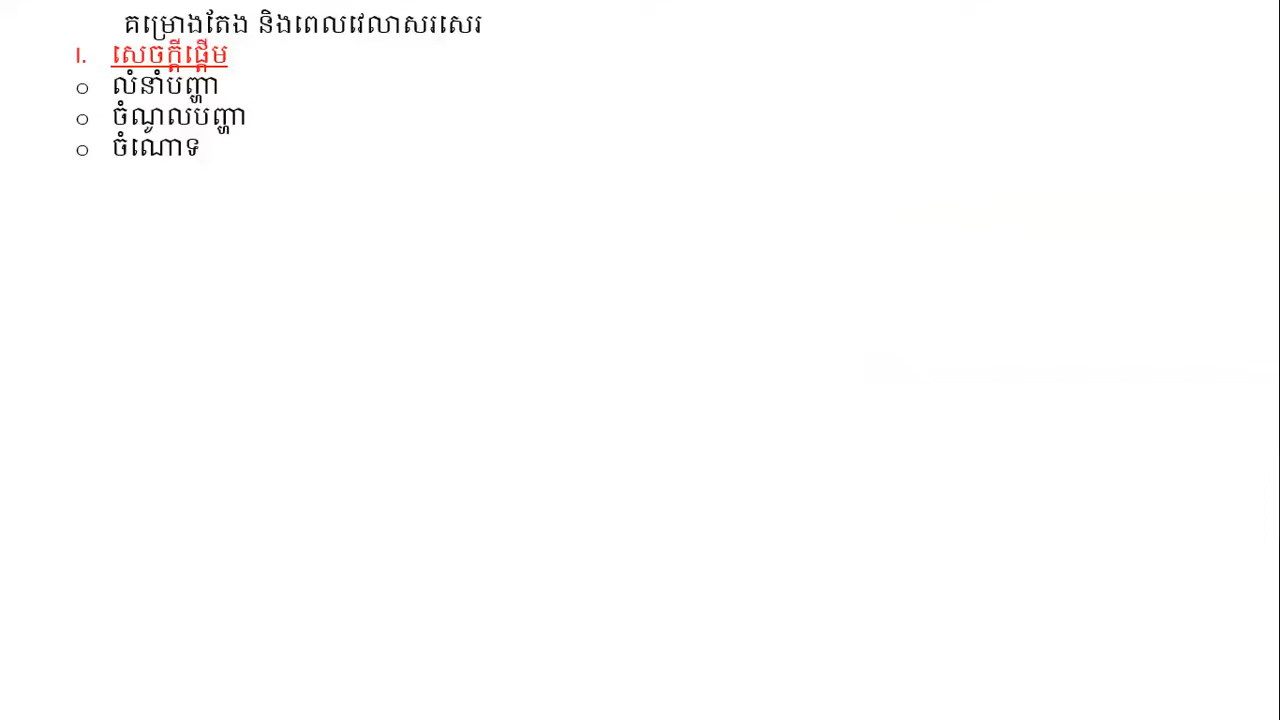 គម្រោងតែង និងពេលវេលាសរសេរ
I. សេចក្តីផ្តើម
o លំនាំបញ្ហា
o ចំណូលបញ្ហា
o ចំណោទ